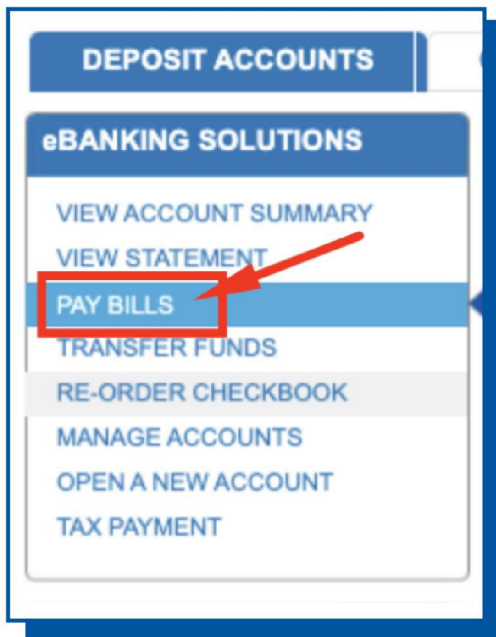 DEPOSIT ACCOUNTS
eBANKING SOLUTIONS
VIEW ACCOUNT SUMMARY
VIEW STATEMENT
PAY BILLS
TRANSFER FUNDS
RE-ORDER CHECKBOOK
MANAGE ACCOUNTS
OPEN A NEW ACCOUNT
TAX PAYMENT